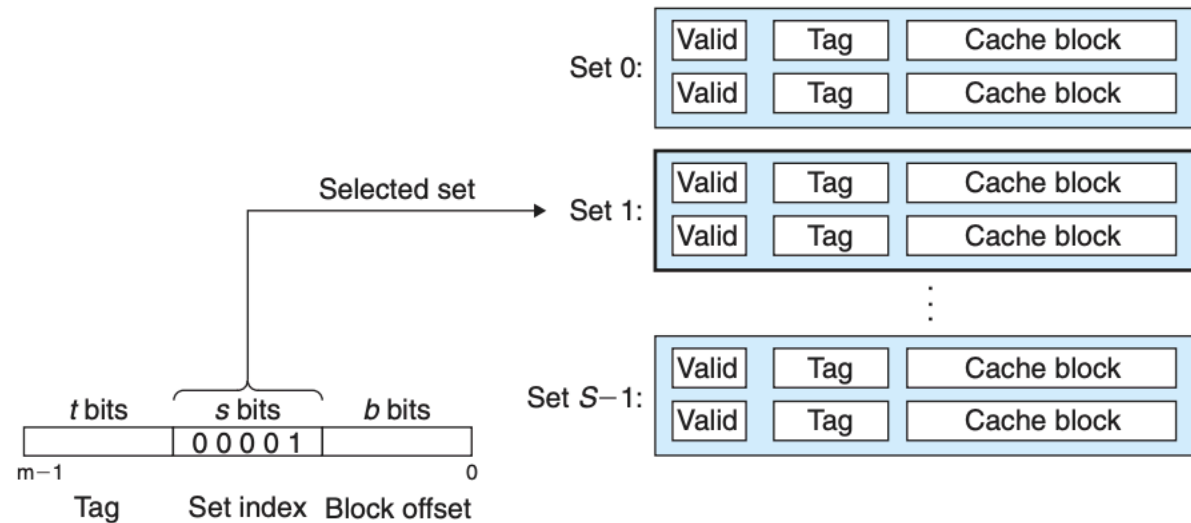 Set 0:
Valid Tag Cache block
Valid Tag Cache block
Selected set
Set 1:
Valid Tag Cache block
Valid Tag Cache block
⋮
Set S−1:
Valid Tag Cache block
Valid Tag Cache block
t bits s bits b bits
0 0 0 0 1
m−1 0
Tag Set index Block offset